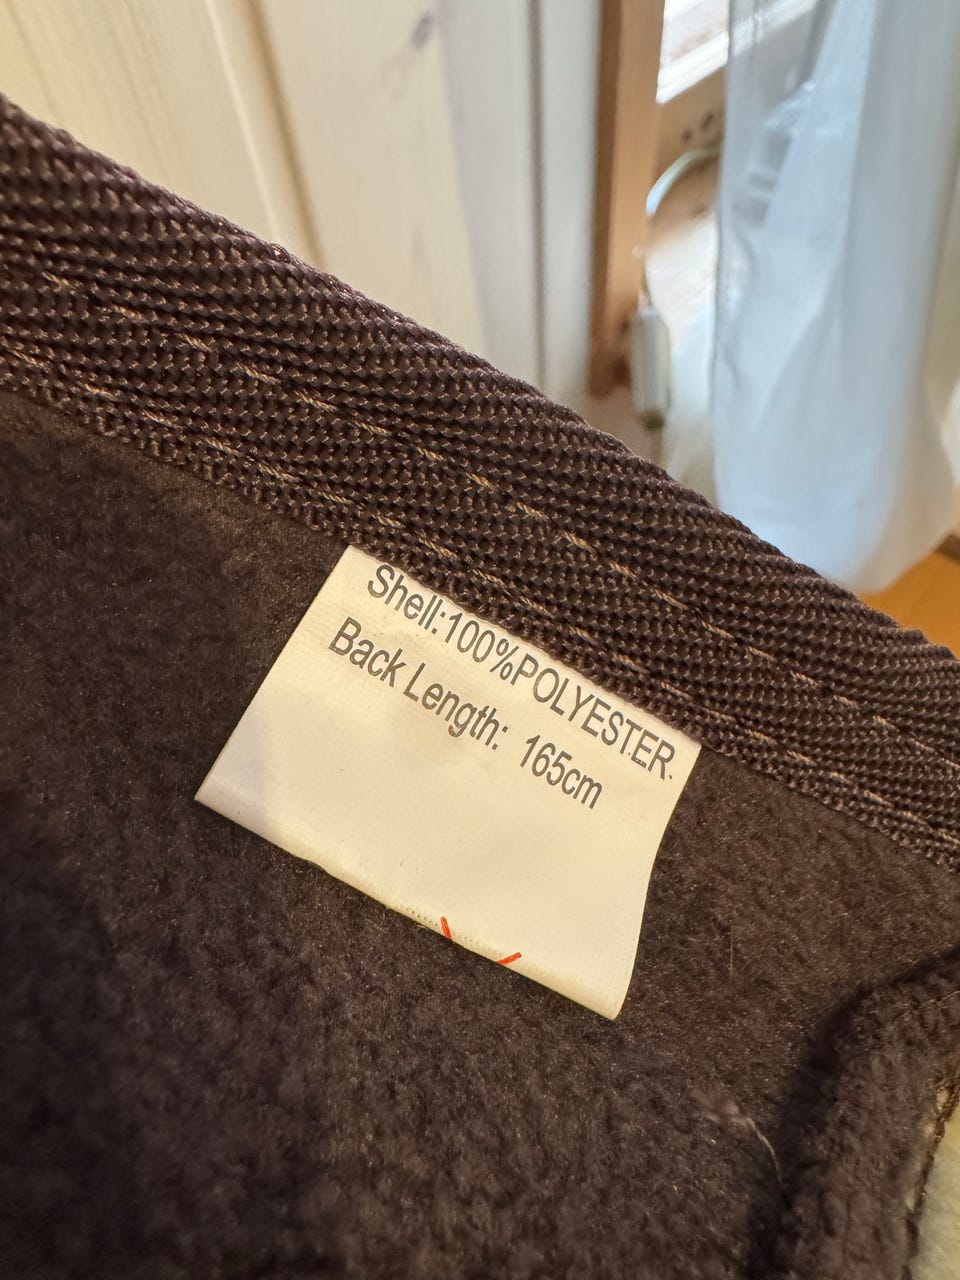 Shell:100%POLYESTER.
Back Length: 165cm